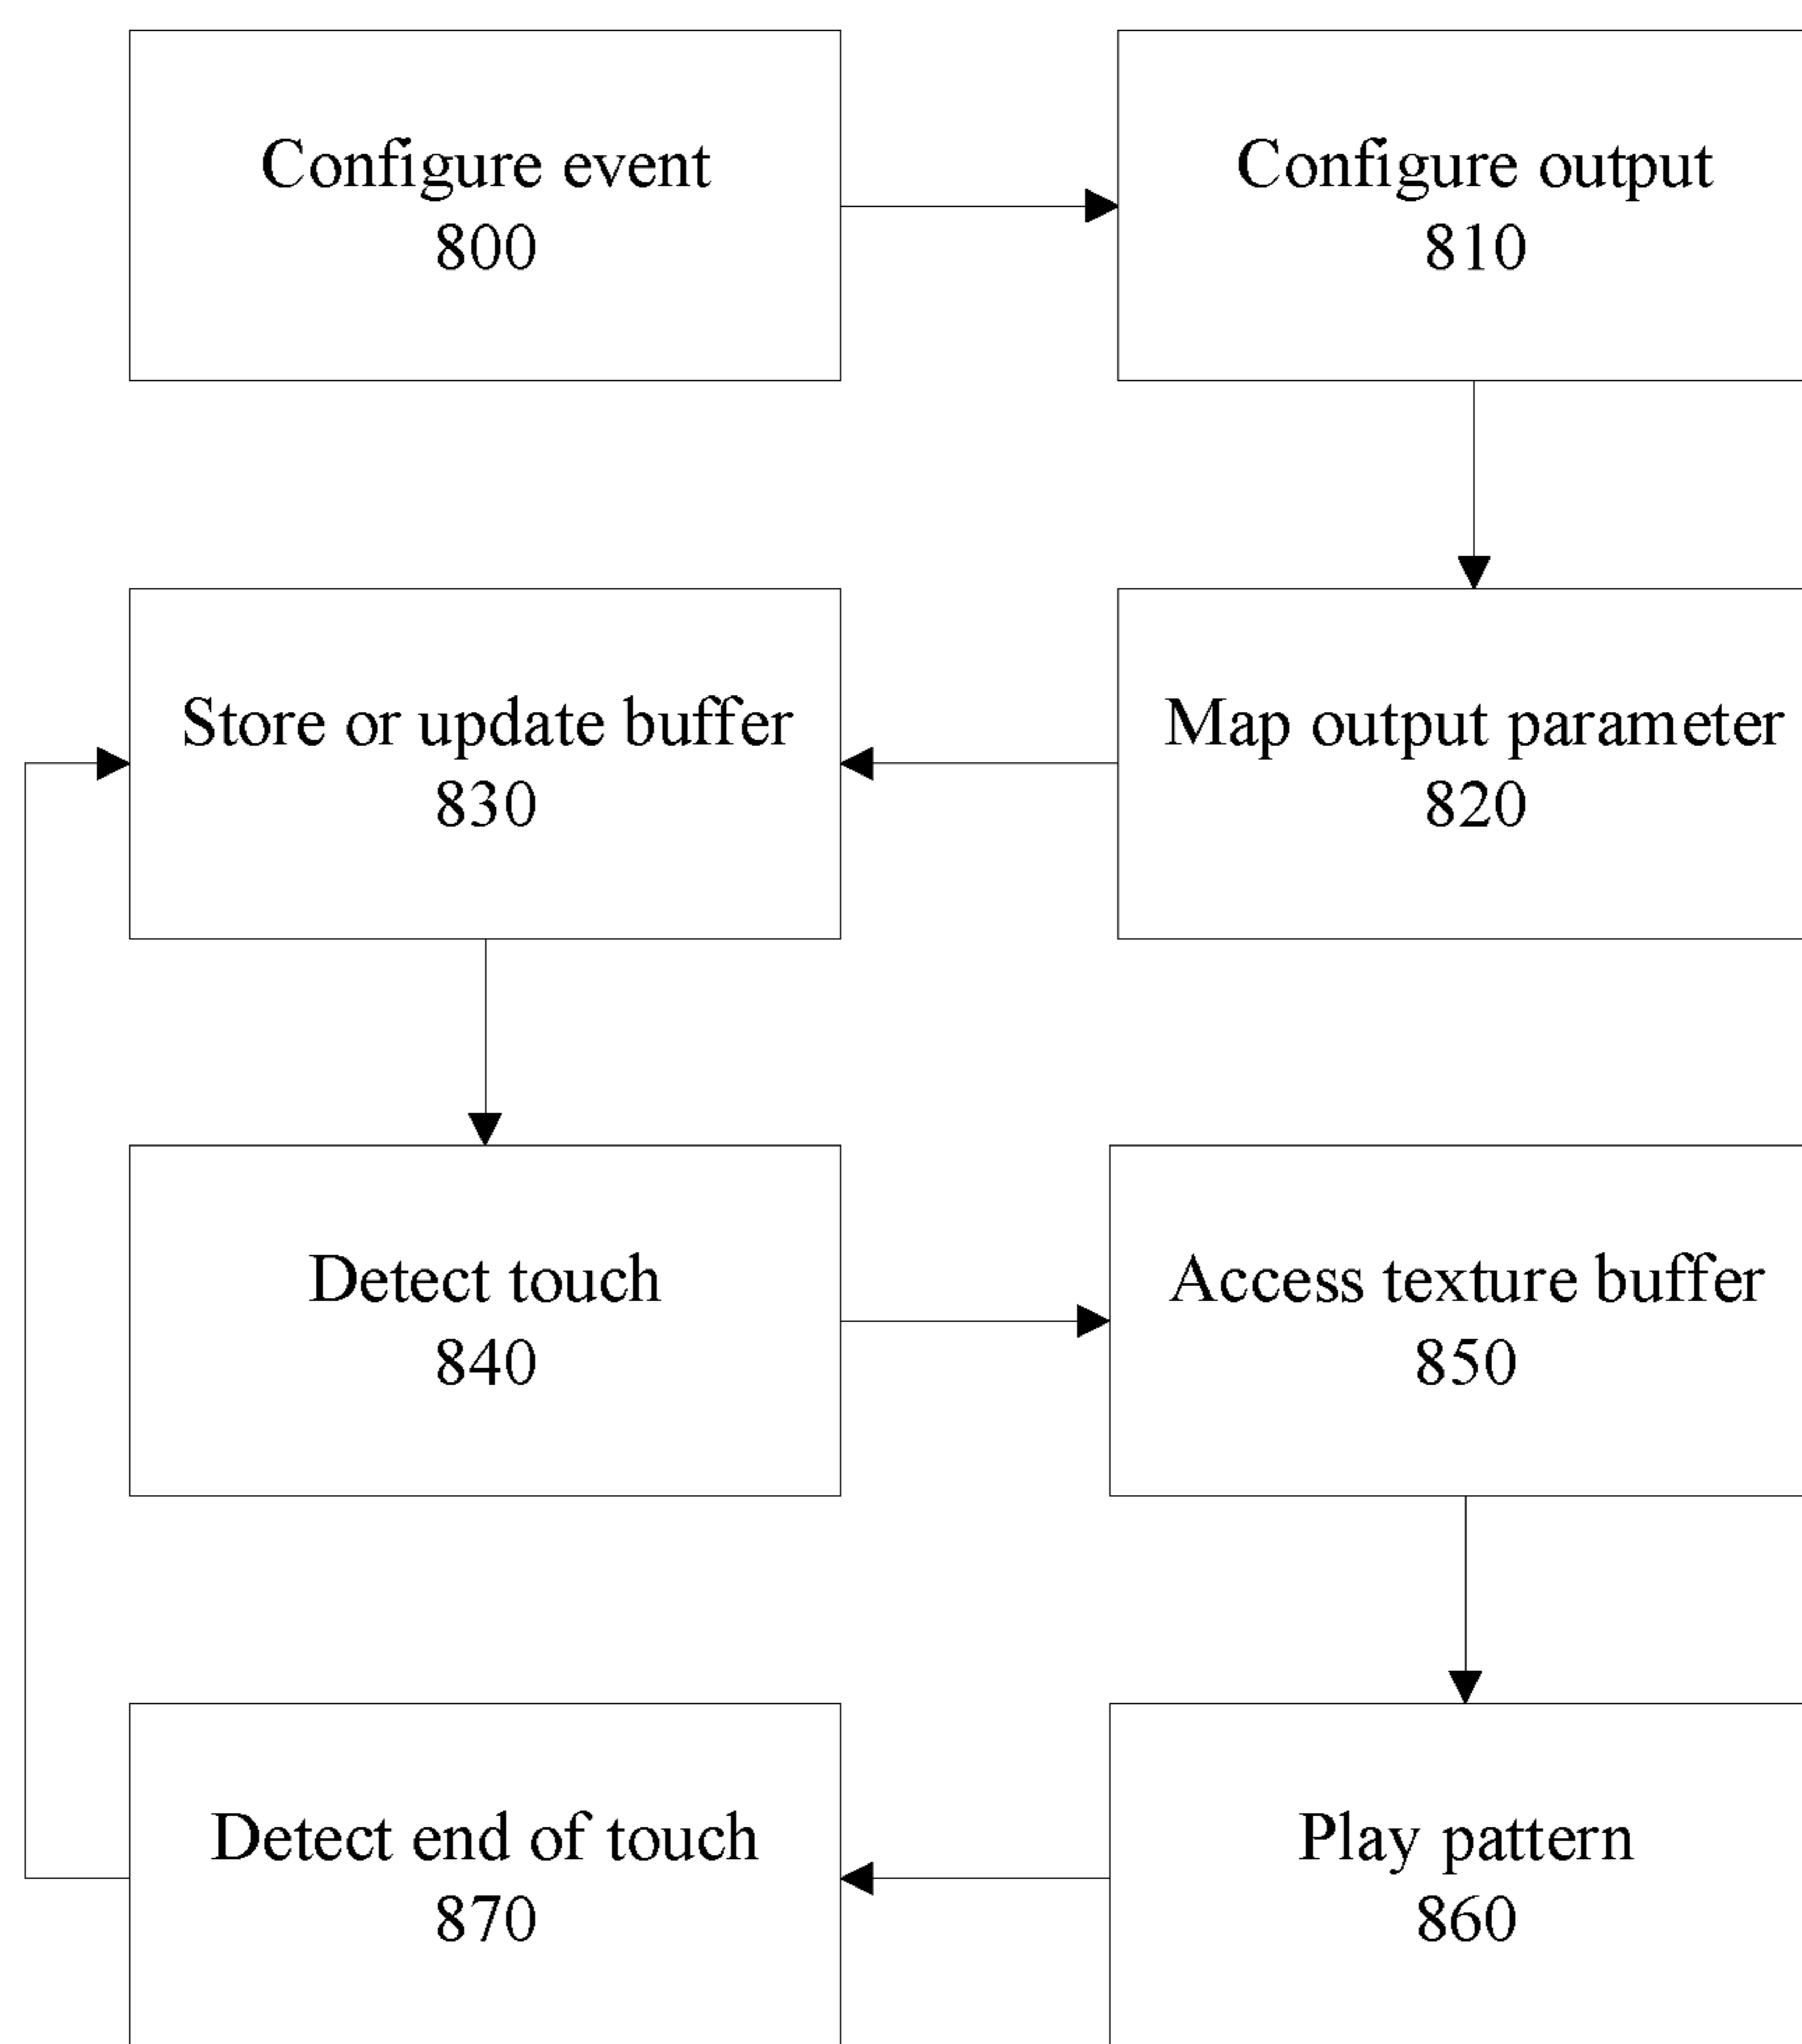 Configure event
800
Configure output
810
Store or update buffer
830
Map output parameter
820
Detect touch
840
Access texture buffer
850
Detect end of touch
870
Play pattern
860